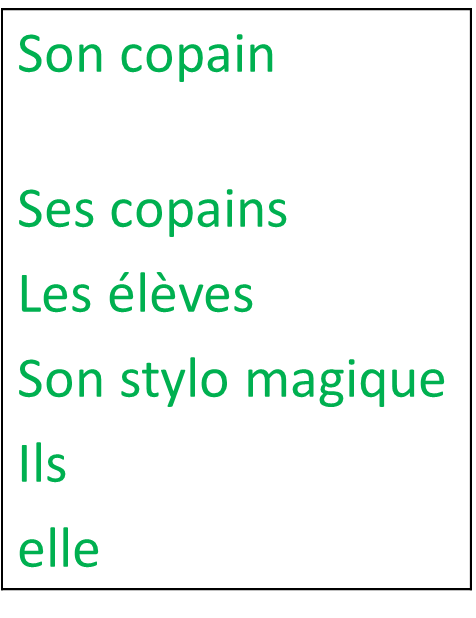 Son copain
Ses copains
Les élèves
Son stylo magique
Ils
elle